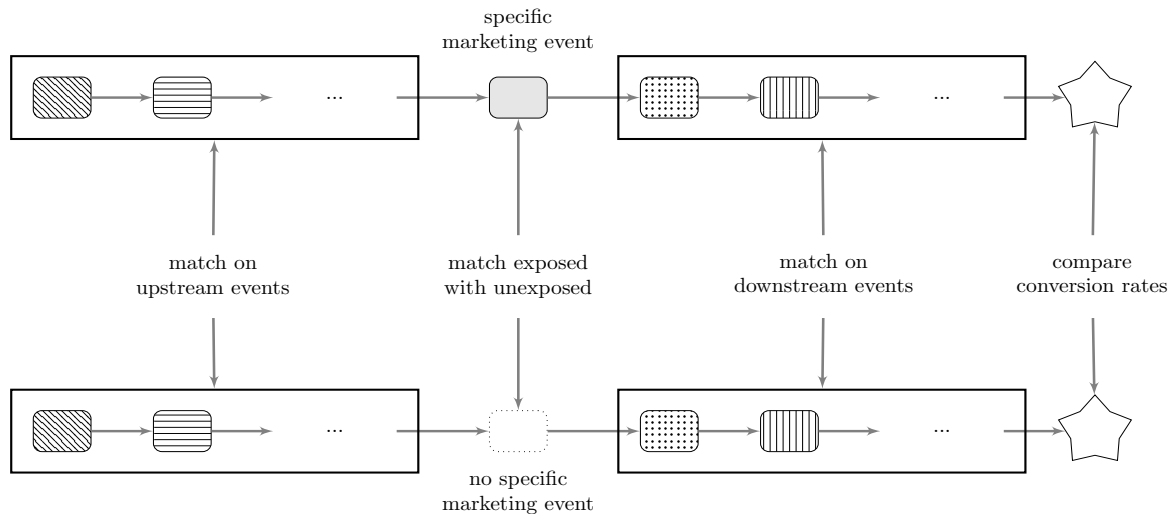 specific
marketing event
...
...
match on
upstream events
match exposed
with unexposed
match on
downstream events
compare
conversion rates
...
...
no specific
marketing event